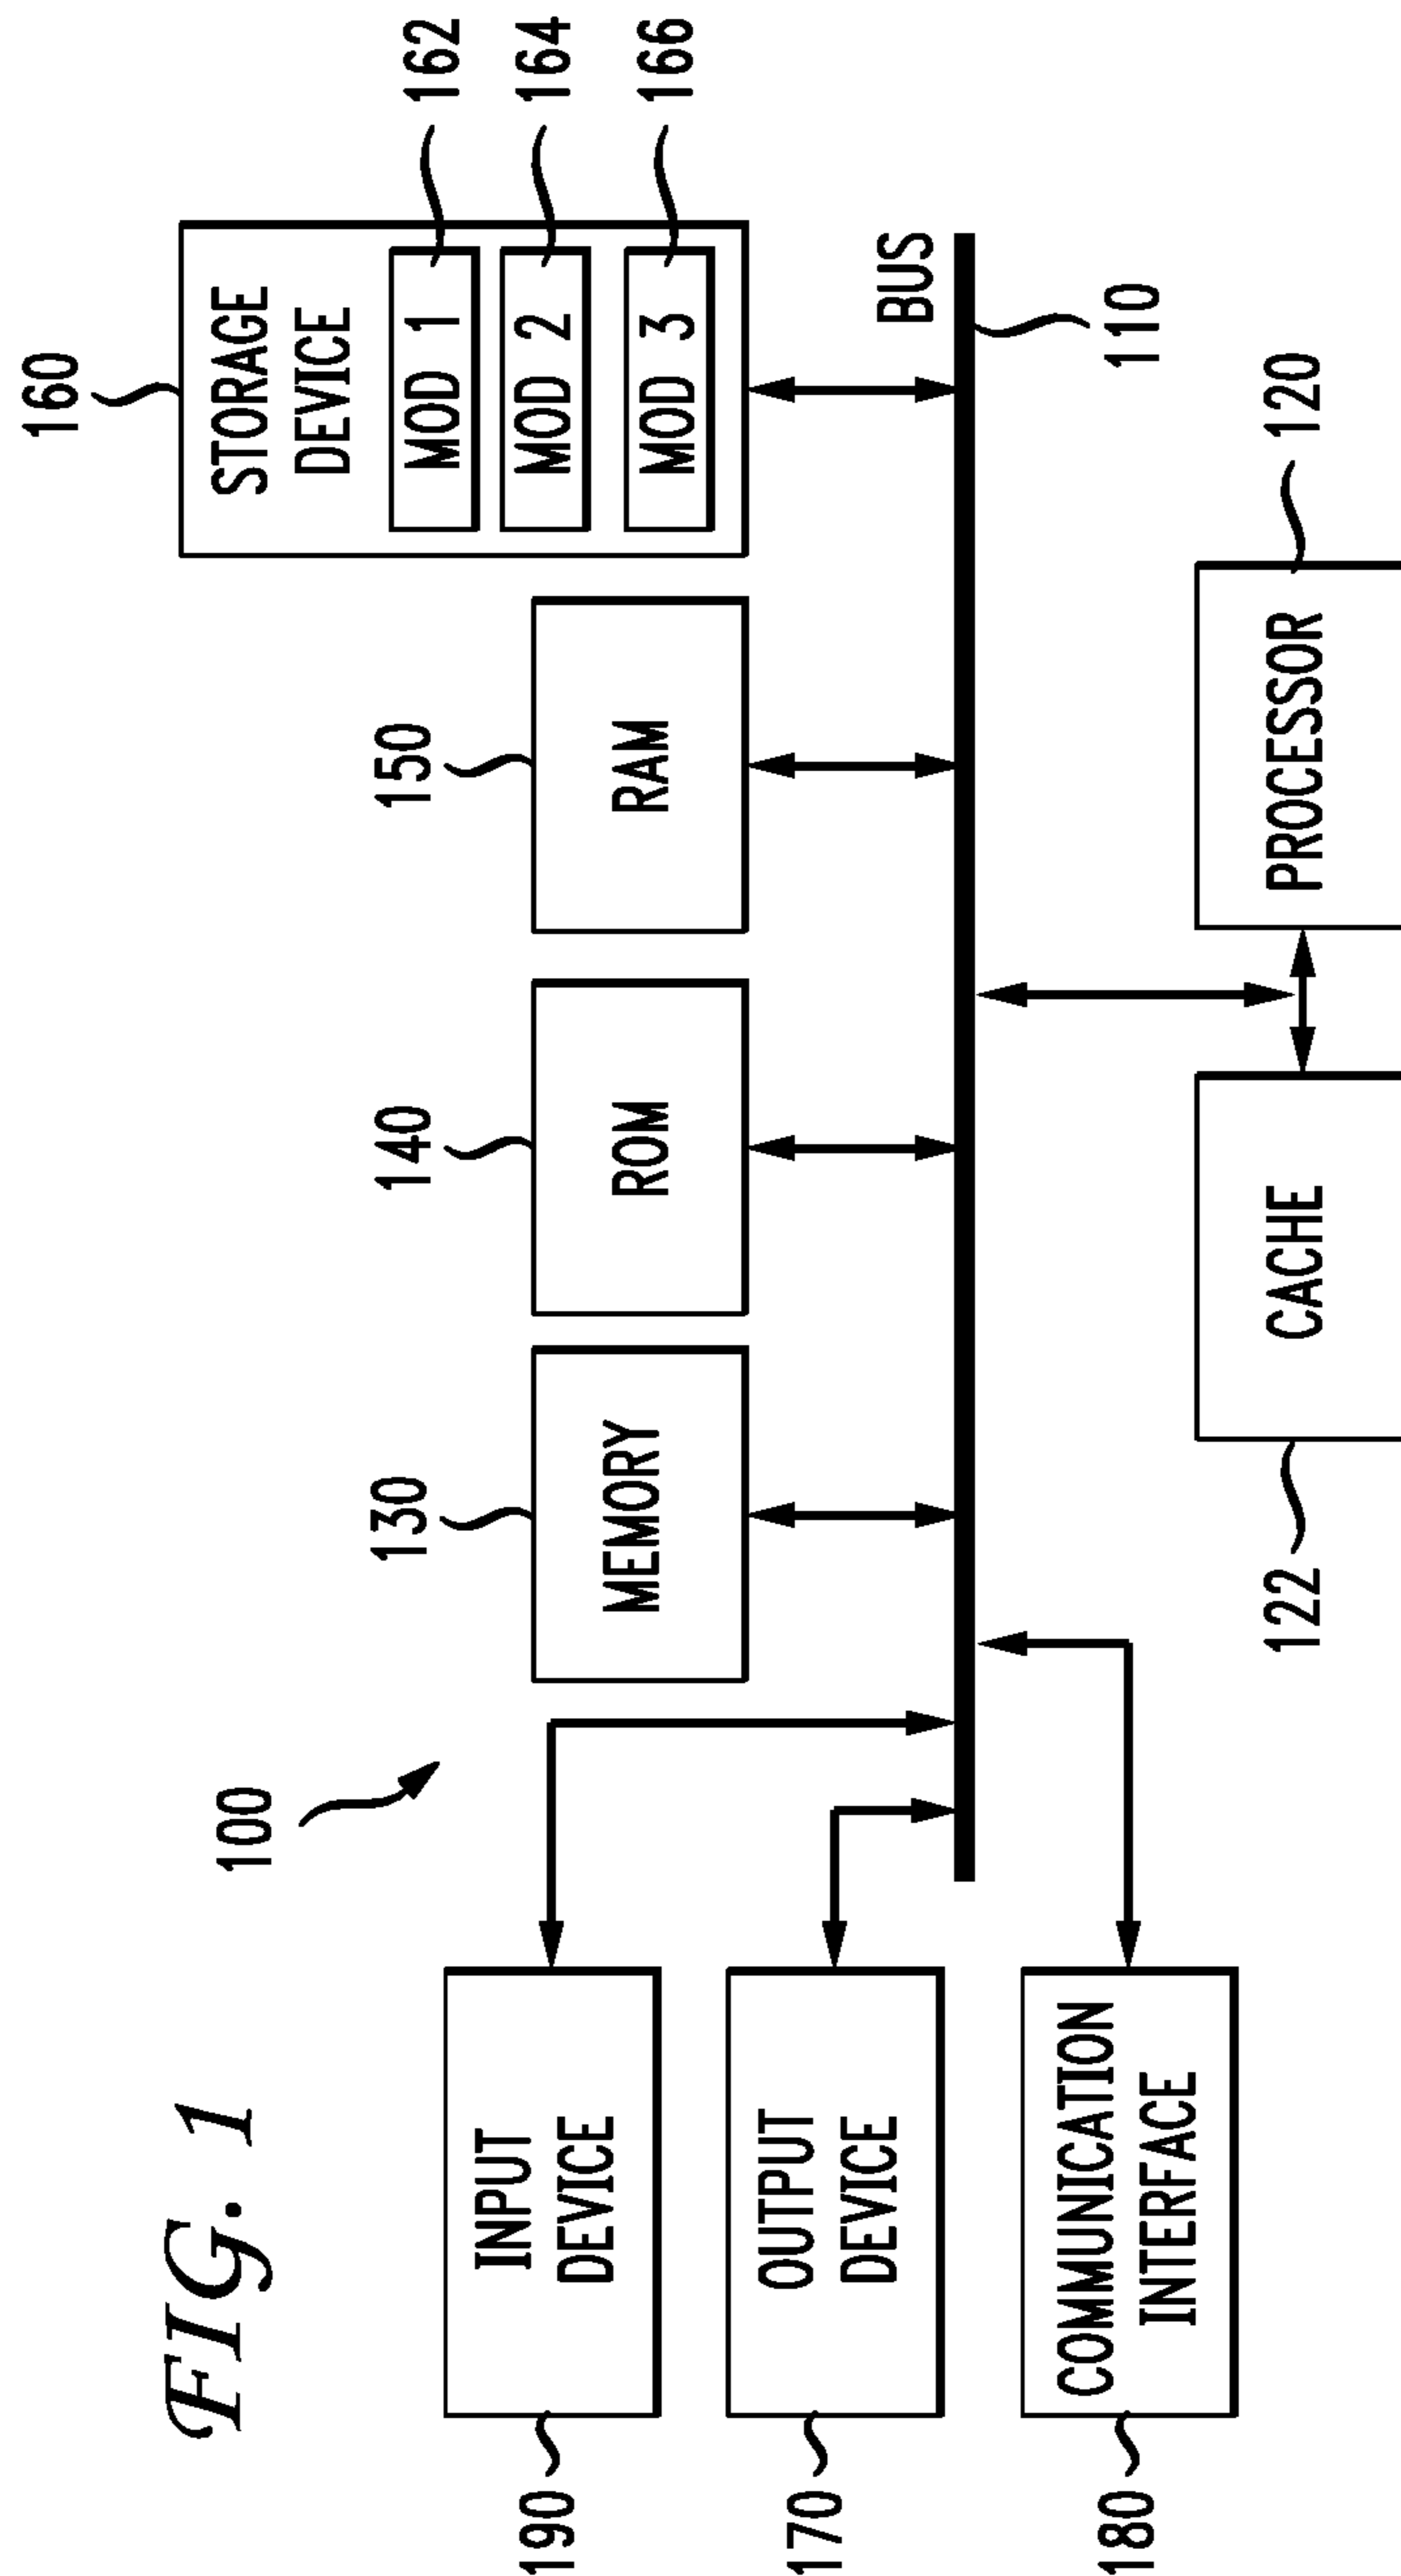 FIG. 1
100
160
STORAGE
DEVICE
MOD 1
162
MOD 2
164
MOD 3
166
130
140
150
MEMORY
ROM
RAM
190
INPUT
DEVICE
170
OUTPUT
DEVICE
180
COMMUNICATION
INTERFACE
BUS
110
122
CACHE
PROCESSOR
120